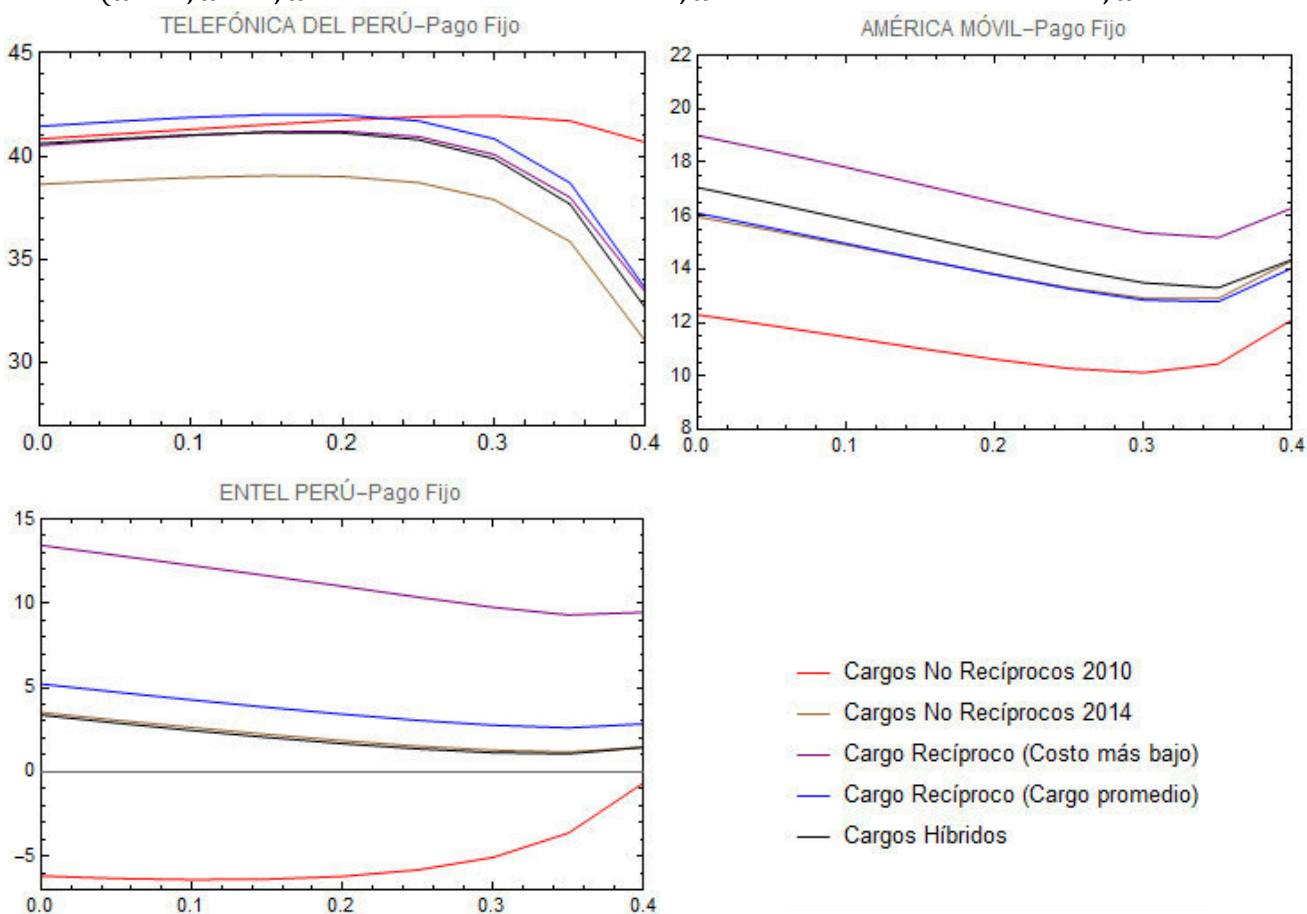 TELEFÓNICA DEL PERÚ–Pago Fijo
45
40
35
30
0.0 0.1 0.2 0.3 0.4
AMÉRICA MÓVIL–Pago Fijo
22
20
18
16
14
12
10
8
0.0 0.1 0.2 0.3 0.4
ENTEL PERÚ–Pago Fijo
15
10
5
0
–5
0.0 0.1 0.2 0.3 0.4
Cargos No Recíprocos 2010
Cargos No Recíprocos 2014
Cargo Recíproco (Costo más bajo)
Cargo Recíproco (Cargo promedio)
Cargos Híbridos